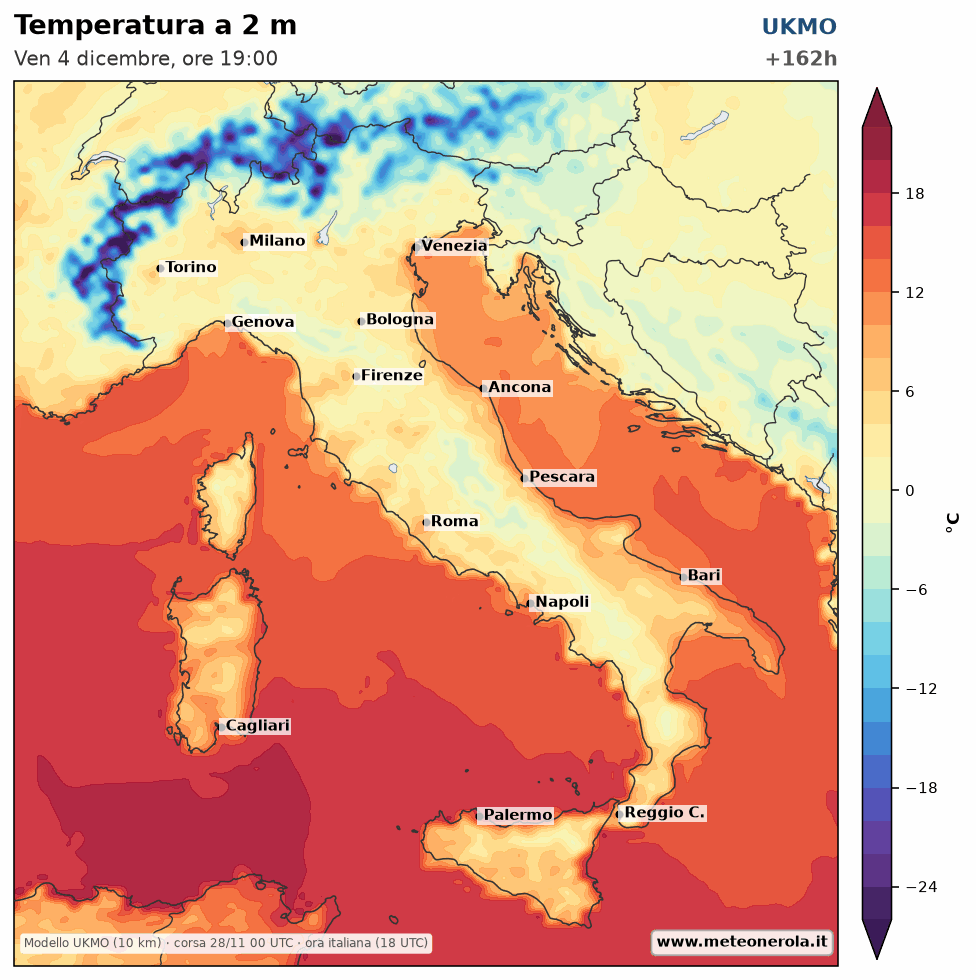 Temperatura a 2 m
UKMO
Ven 4 dicembre, ore 19:00
+162h
Milano
Venezia
Torino
Genova
Bologna
Firenze
Ancona
Pescara
Roma
Bari
Napoli
Cagliari
Palermo
Reggio C.
18
12
6
0
−6
−12
−18
−24
°C
Modello UKMO (10 km) · corsa 28/11 00 UTC · ora italiana (18 UTC)
www.meteonerola.it